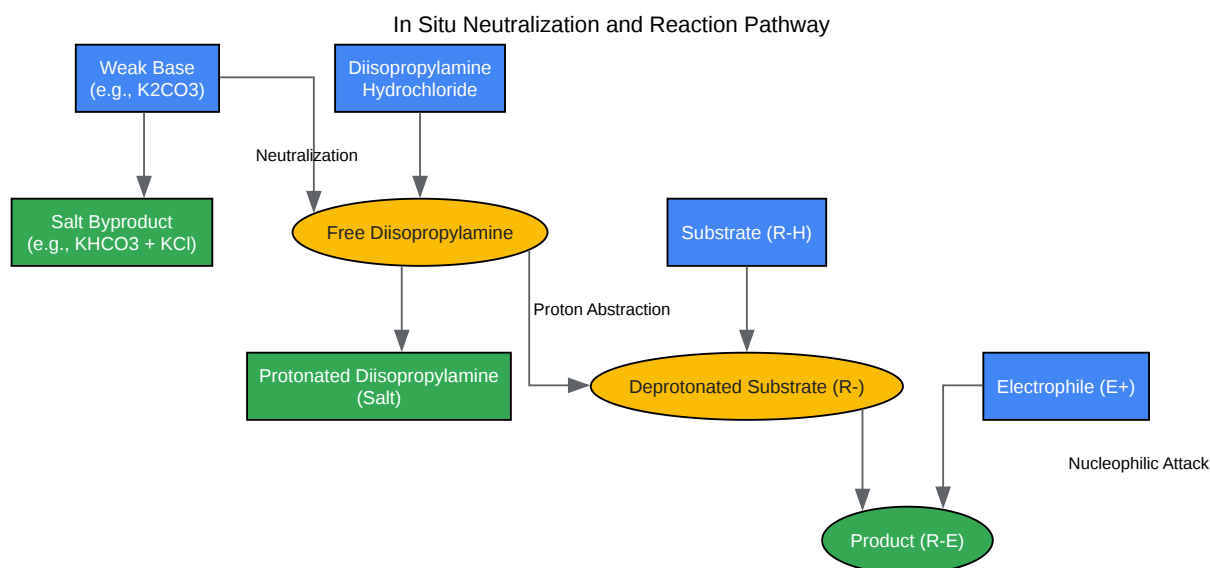 In Situ Neutralization and Reaction Pathway
Weak Base
(e.g., K2CO3)
Diisopropylamine
Hydrochloride
Neutralization
Salt Byproduct
(e.g., KHCO3 + KCl)
Free Diisopropylamine
Substrate (R-H)
Proton Abstraction
Protonated Diisopropylamine
(Salt)
Deprotonated Substrate (R-)
Electrophile (E+)
Nucleophilic Attack
Product (R-E)